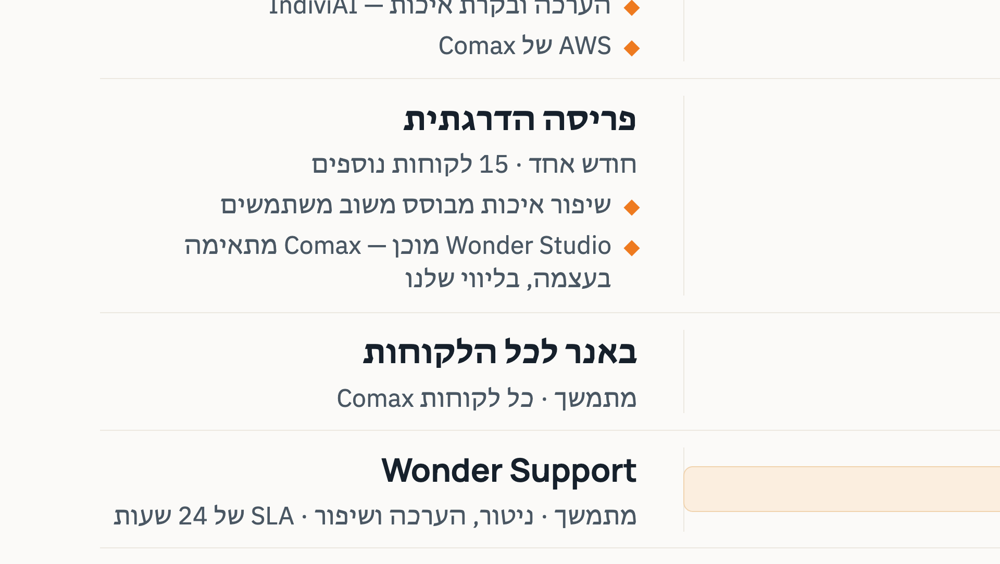 הערכה ובקרת איכות — IndiviAI
AWS של Comax
פריסה הדרגתית
חודש אחד · 15 לקוחות נוספים
שיפור איכות מבוסס משוב משתמשים
Wonder Studio מוכן — Comax מתאימה
בעצמה, בליווי שלנו
באנר לכל הלקוחות
מתמשך · כל לקוחות Comax
Wonder Support
מתמשך · ניטור, הערכה ושיפור · SLA של 24 שעות